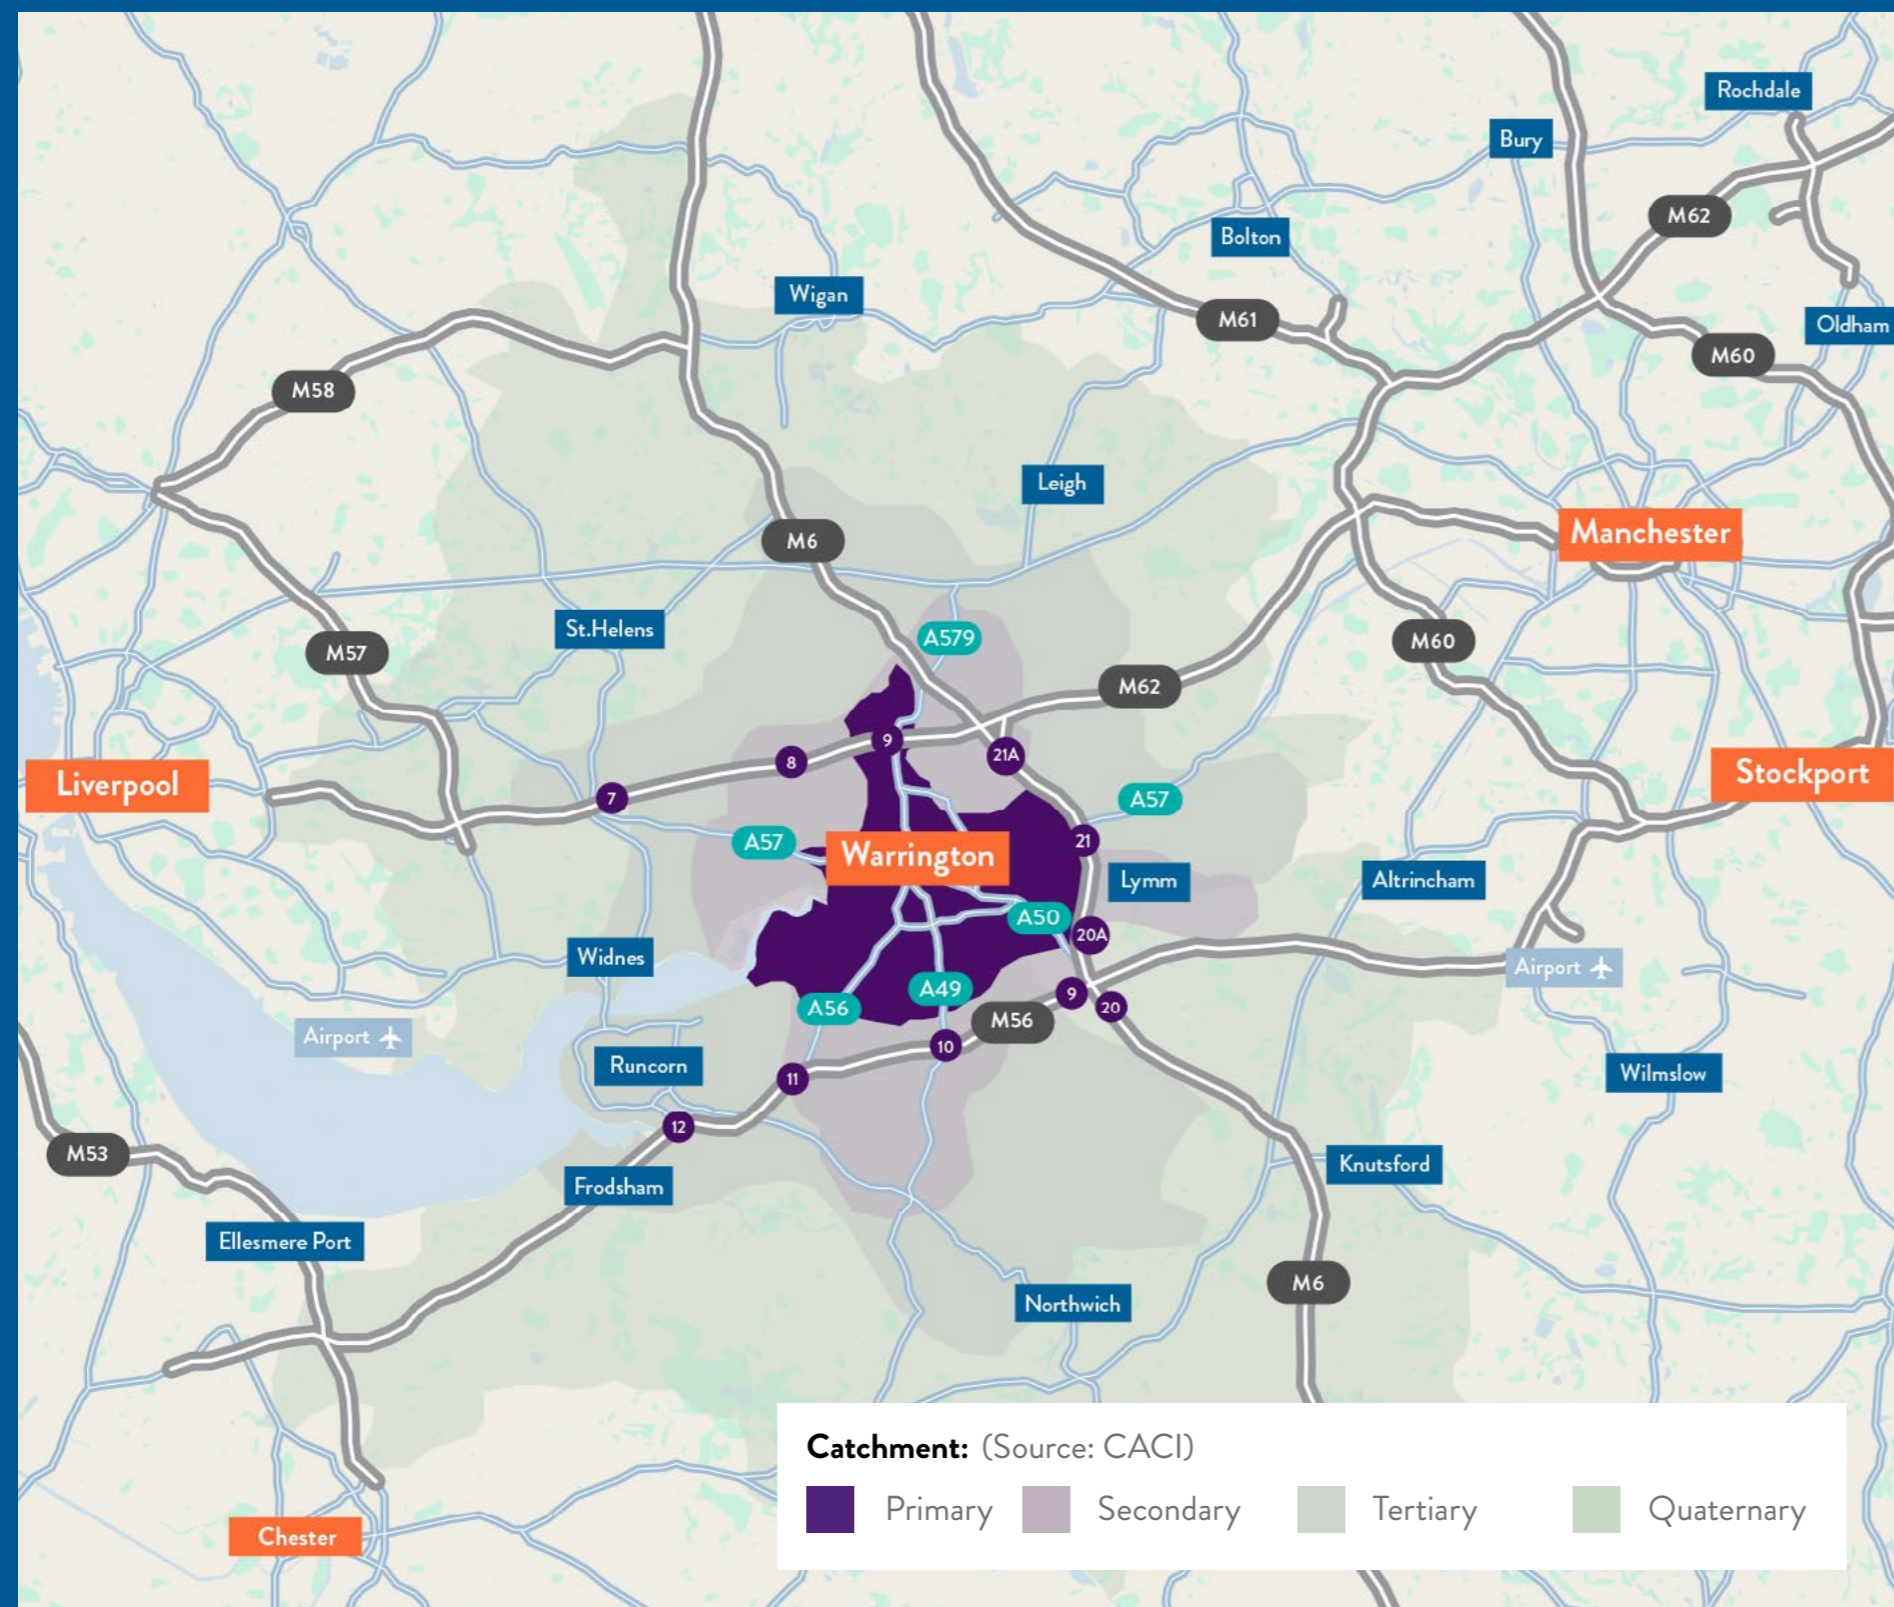 Rochdale
Bury
M62
Bolton
Wigan
M61
Oldham
M60
M58
Leigh
Manchester
M6
St.Helens
A579
M60
M57
M62
9
21A
8
Liverpool
7
Stockport
A57
A57
21
Warrington
Lymm
Altrincham
A50
20A
Widnes
Airport
A49
9
20
A56
M56
Airport
10
Runcorn
11
Wilmslow
12
M53
Knutsford
Frodsham
Ellesmere Port
M6
Northwich
Catchment: (Source: CACI)
Primary Secondary Tertiary Quaternary
Chester